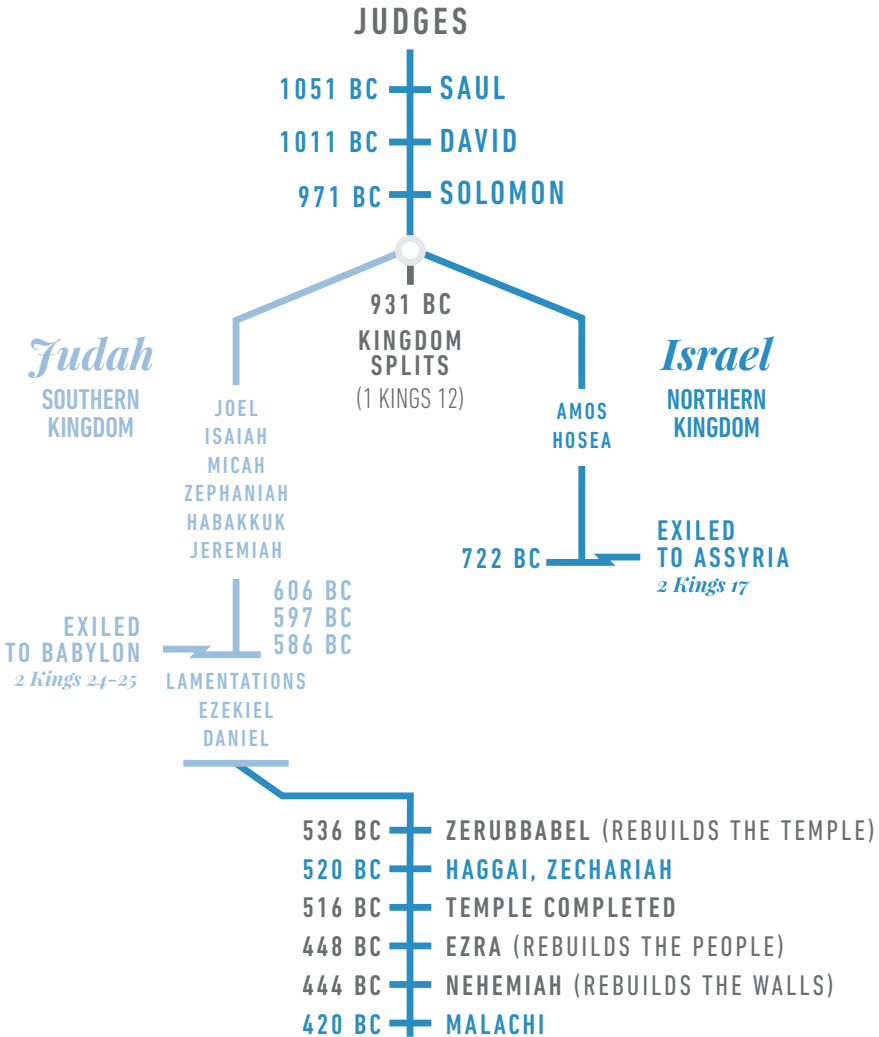 JUDGES
1051 BC SAUL
1011 BC DAVID
971 BC SOLOMON
931 BC
KINGDOM
SPLITS
(1 KINGS 12)
Judah
SOUTHERN
KINGDOM
JOEL
ISAIAH
MICAH
ZEPHANIAH
HABAKKUK
JEREMIAH
606 BC
597 BC
586 BC
EXILED
TO BABYLON
2 Kings 24-25
LAMENTATIONS
EZEKIEL
DANIEL
Israel
NORTHERN
KINGDOM
AMOS
HOSEA
722 BC
EXILED
TO ASSYRIA
2 Kings 17
536 BC ZERUBBABEL (REBUILDS THE TEMPLE)
520 BC HAGGAI, ZECHARIAH
516 BC TEMPLE COMPLETED
448 BC EZRA (REBUILDS THE PEOPLE)
444 BC NEHEMIAH (REBUILDS THE WALLS)
420 BC MALACHI